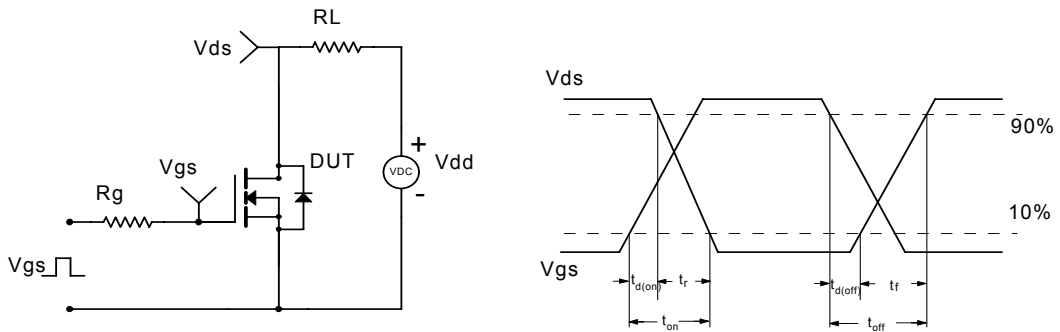 RL
Vds
Vgs
DUT
+
VDC
Vdd
-
Rg
Vgs
Vds
90%
10%
Vgs
td(on)
tr
td(off)
tf
ton
toff